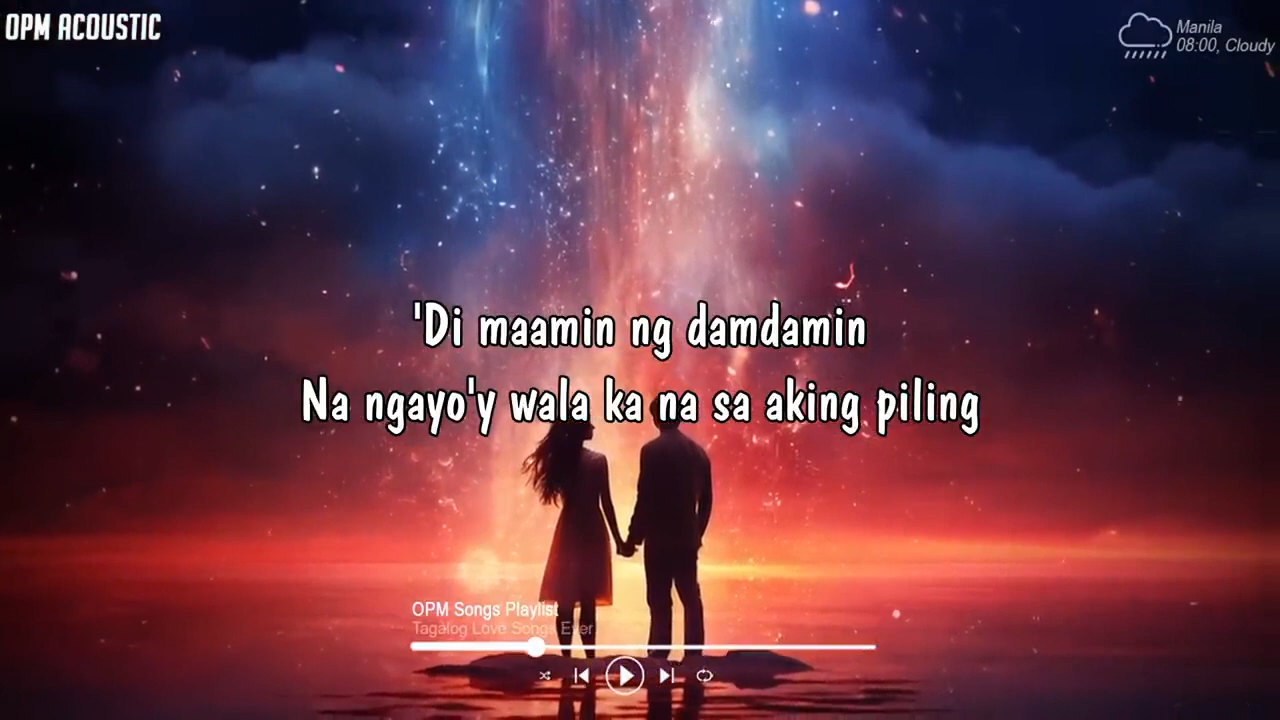 OPM ACOUSTIC
Manila
08:00, Cloudy
'Di maamin ng damdamin
Na ngayo'y wala ka na sa aking piling
OPM Songs Playlist
Tagalog Love Songs Ever